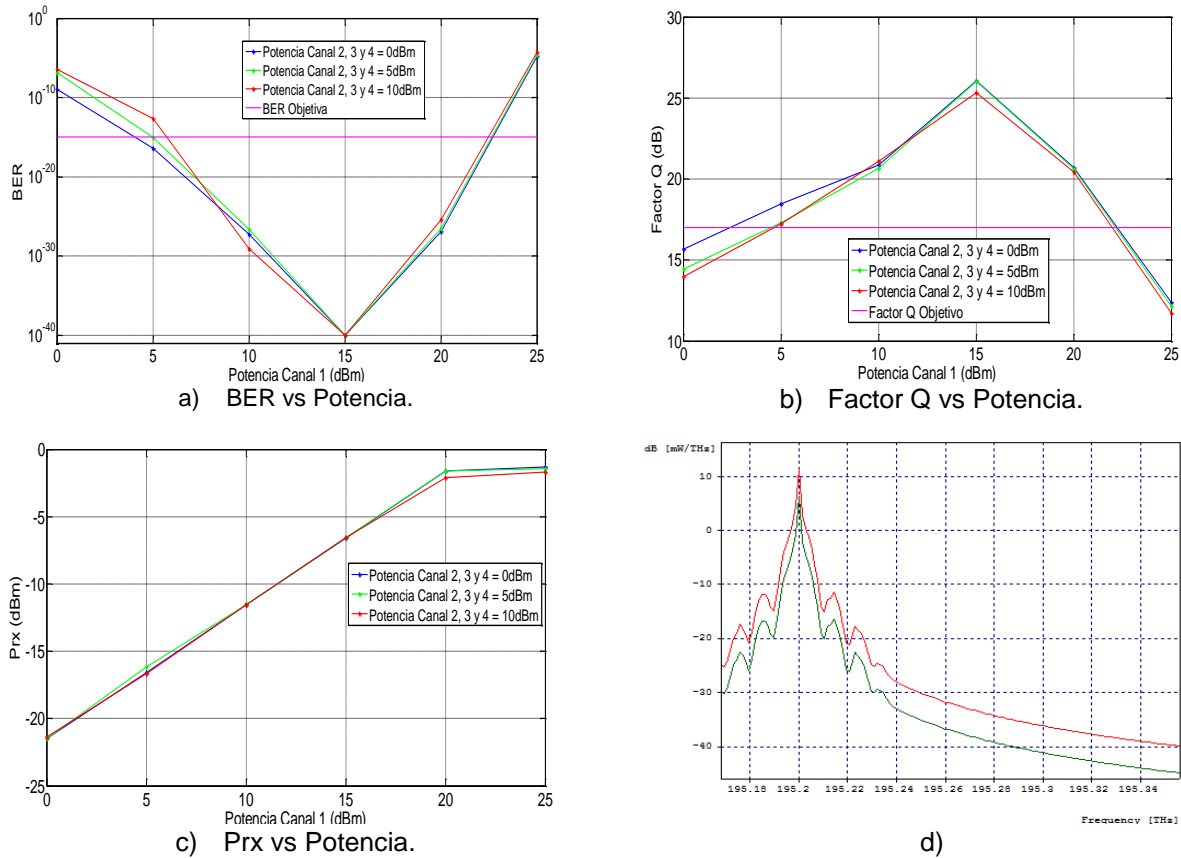 10^0
10^-10
10^-20
10^-30
10^-40
BER
Potencia Canal 2, 3 y 4 = 0dBm
Potencia Canal 2, 3 y 4 = 5dBm
Potencia Canal 2, 3 y 4 = 10dBm
BER Objetiva
0 5 10 15 20 25
Potencia Canal 1 (dBm)
a) BER vs Potencia.
30
25
20
15
10
Factor Q (dB)
Potencia Canal 2, 3 y 4 = 0dBm
Potencia Canal 2, 3 y 4 = 5dBm
Potencia Canal 2, 3 y 4 = 10dBm
Factor Q Objetivo
0 5 10 15 20 25
Potencia Canal 1 (dBm)
b) Factor Q vs Potencia.
0
-5
-10
-15
-20
-25
Prx (dBm)
Potencia Canal 2, 3 y 4 = 0dBm
Potencia Canal 2, 3 y 4 = 5dBm
Potencia Canal 2, 3 y 4 = 10dBm
0 5 10 15 20 25
Potencia Canal 1 (dBm)
c) Prx vs Potencia.
dB [mW/THz]
10
0
-10
-20
-30
-40
195.18 195.2 195.22 195.24 195.26 195.28 195.3 195.32 195.34
Frequency [THz]
d)